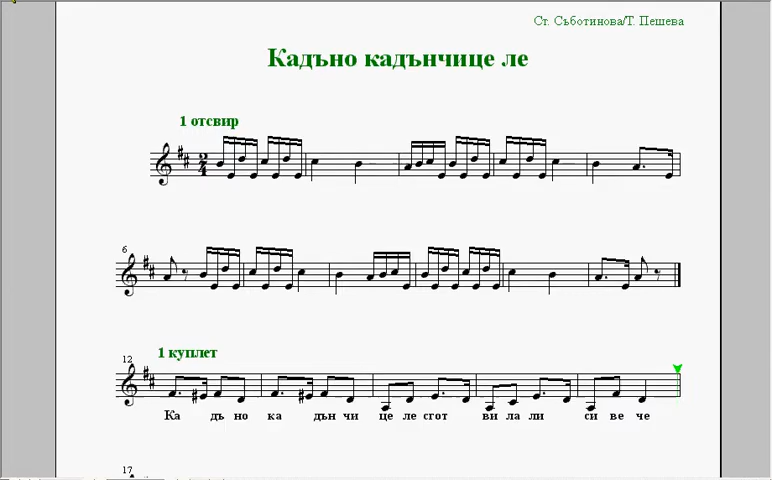 Ст. Съботинова/Т. Пешева
Кадъно кадънчице ле
1 отсвир
2
4
6
1 куплет
12
Ка дъ но ка дън чи це ле сгот ви ла ли си ве че
17